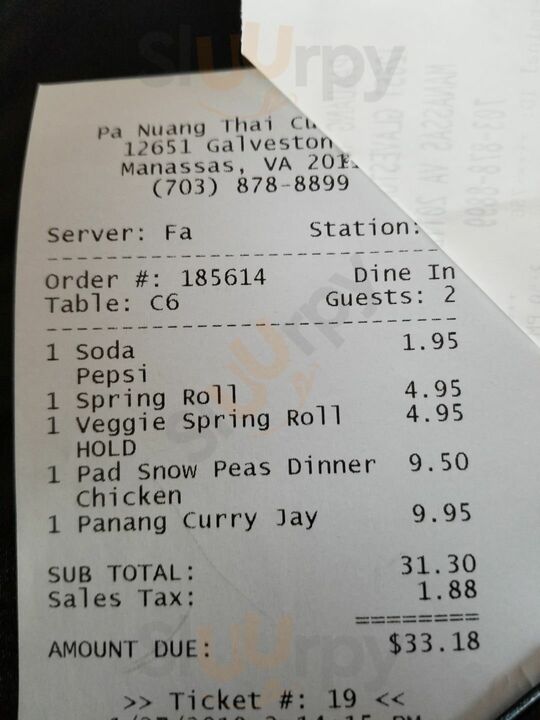 Pa Nuang Thai
12651 Galveston
Manassas, VA
(703) 878-8899
Server: Fa Station:
Order #: 185614 Dine In
Table: C6 Guests: 2
1 Soda 1.95
Pepsi
1 Spring Roll 4.95
1 Veggie Spring Roll 4.95
HOLD
1 Pad Snow Peas Dinner 9.50
Chicken
1 Panang Curry Jay 9.95
SUB TOTAL: 31.30
Sales Tax: 1.88
========
AMOUNT DUE: $33.18
>> Ticket #: 19 <<
Sluurpy
Sluurpy
Sluurpy